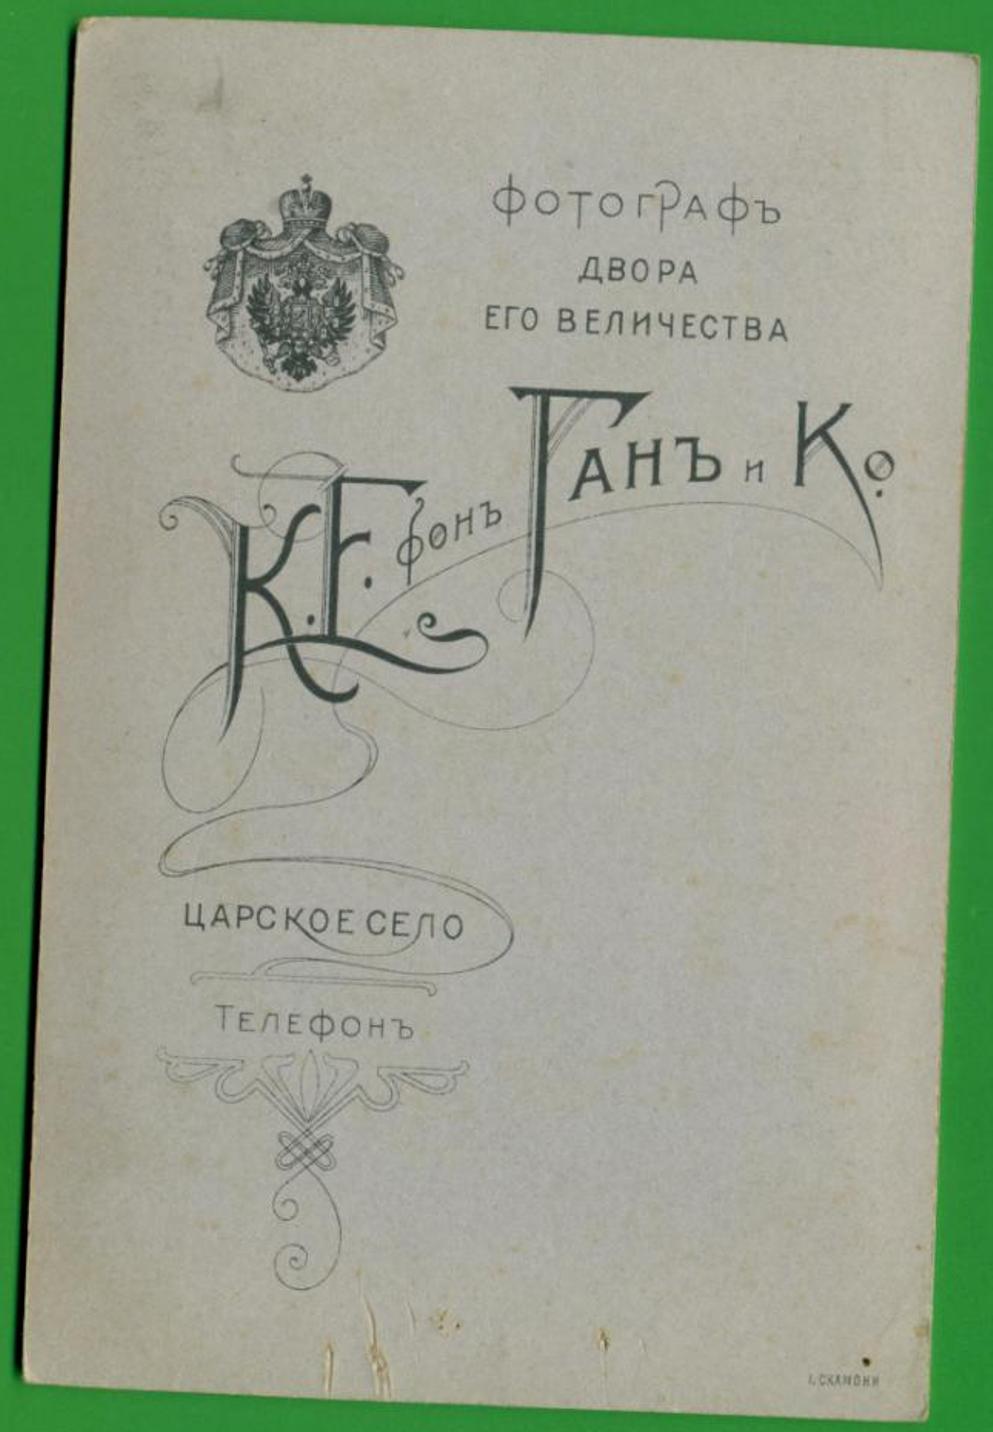 ФОТОГРАФЪ
ДВОРА
ЕГО ВЕЛИЧЕСТВА
К.Е. фонъ ГАНЪ и Ко.
ЦАРСКОЕ СЕЛО
ТЕЛЕФОНЪ
І. СКАМОНИ